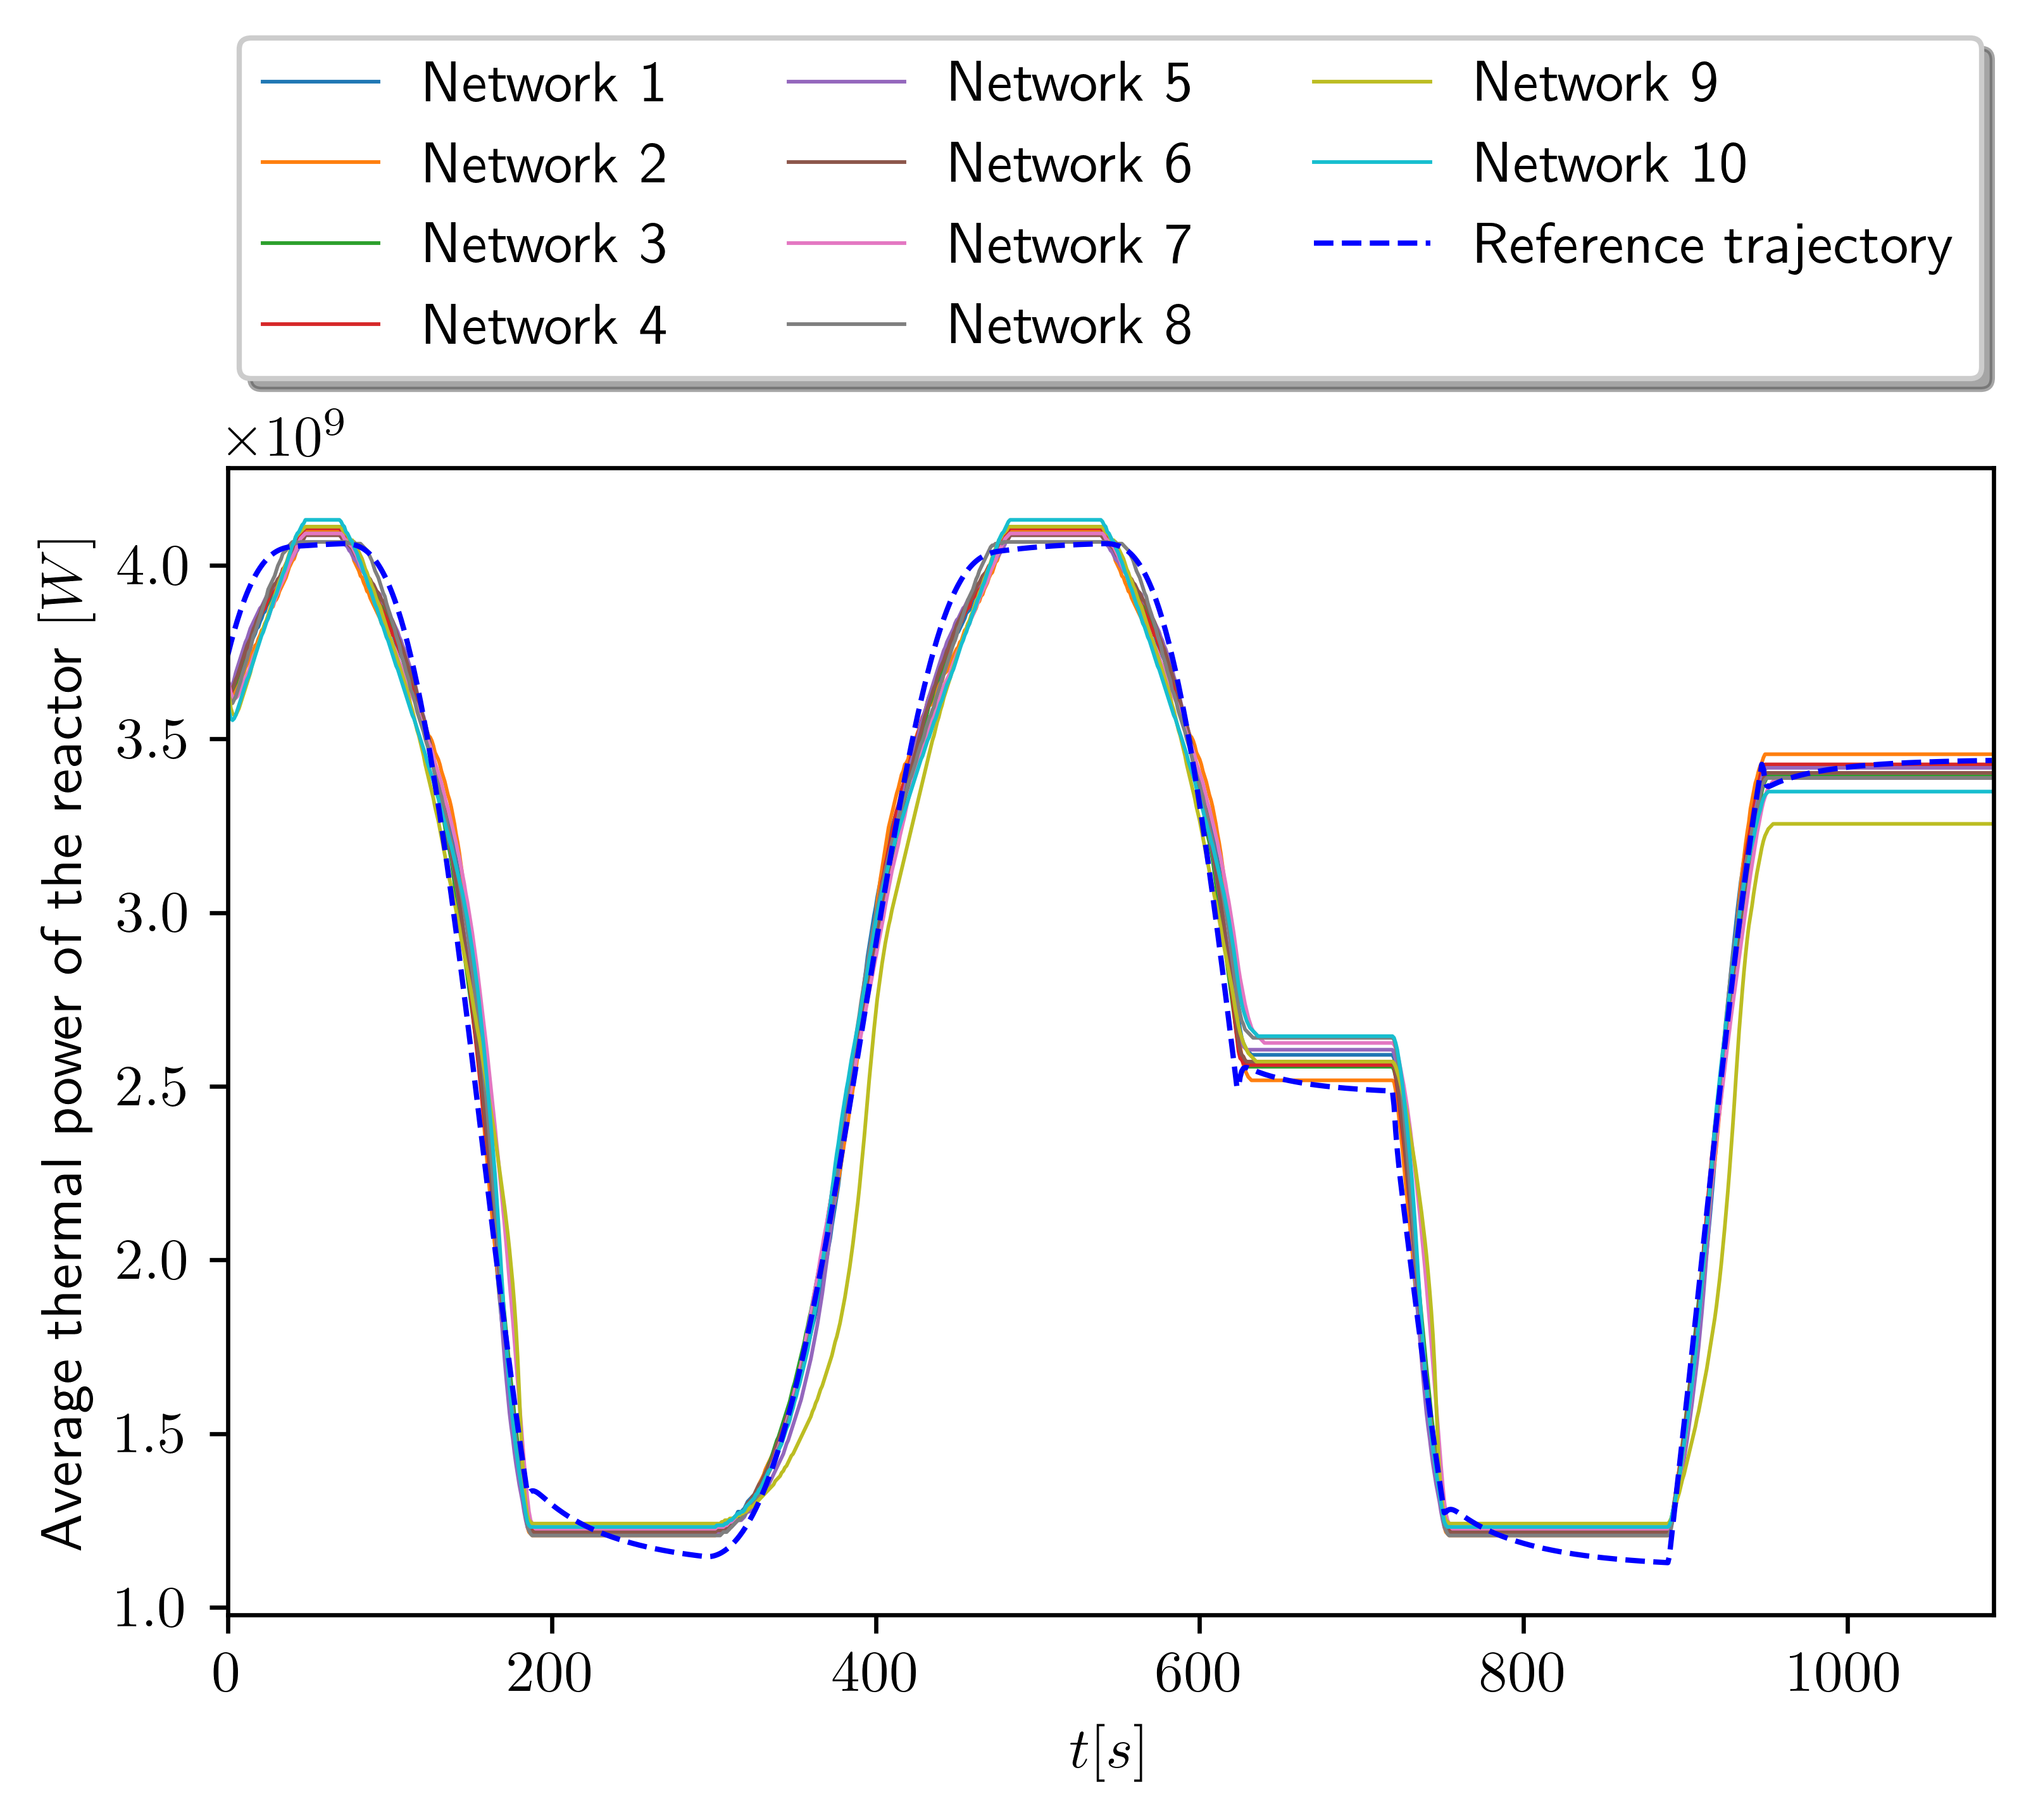 Network 1
Network 2
Network 3
Network 4
Network 5
Network 6
Network 7
Network 8
Network 9
Network 10
Reference trajectory
×10⁹
Average thermal power of the reactor [W]
4.0
3.5
3.0
2.5
2.0
1.5
1.0
0 200 400 600 800 1000
t[s]